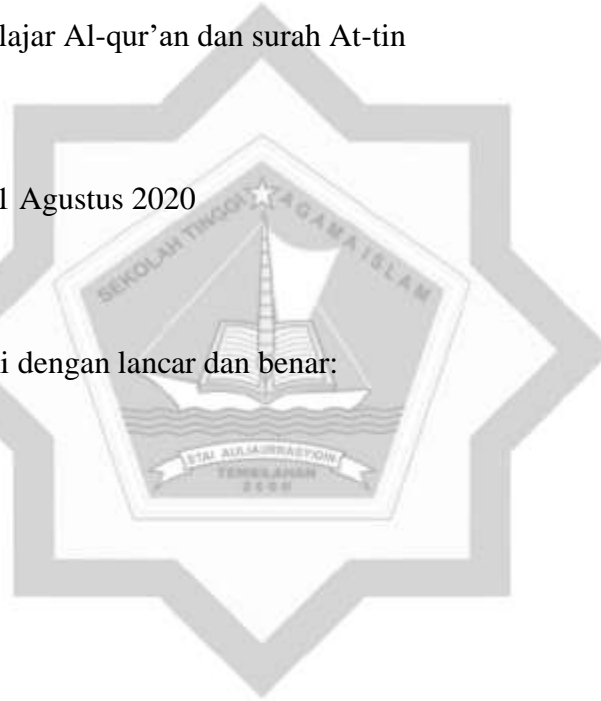 lajar Al-qur’an dan surah At-tin
1 Agustus 2020
SEKOLAH TINGGI AGAMA ISLAM
i dengan lancar dan benar:
STAI AULIAURRASYIDIN
TEMBILAHAN